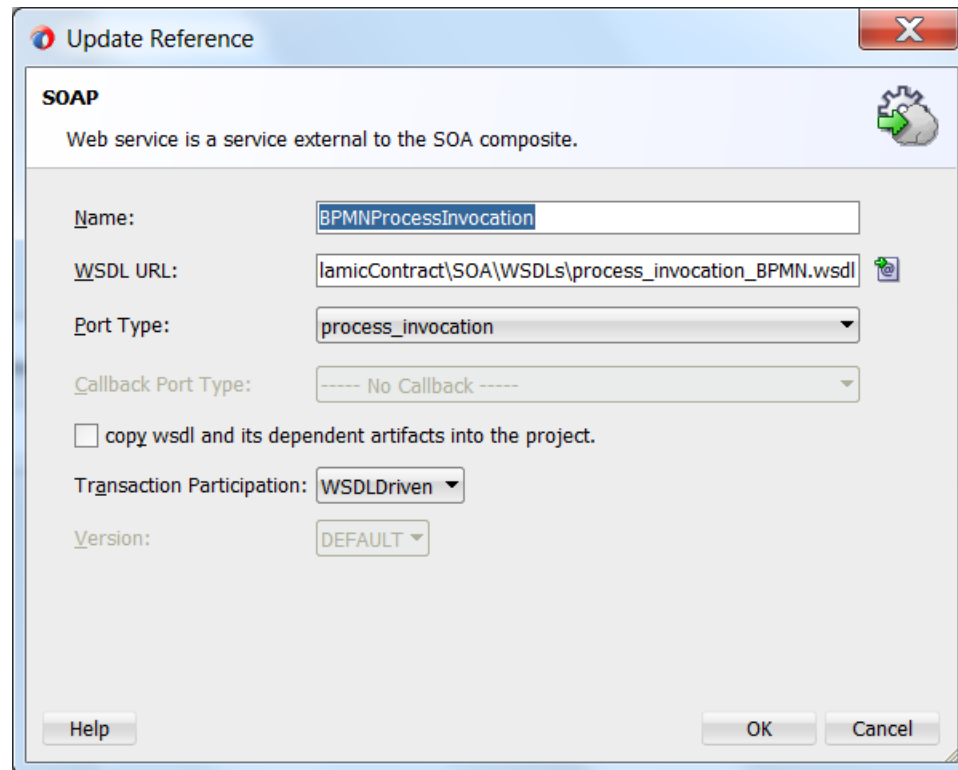 Update Reference
SOAP
Web service is a service external to the SOA composite.
Name: BPMNProcessInvocation
WSDL URL: lamicContract\SOA\WSDLs\process_invocation_BPMN.wsdl
Port Type: process_invocation
Callback Port Type: ----- No Callback -----
copy wsdl and its dependent artifacts into the project.
Transaction Participation: WSDLDriven
Version: DEFAULT
Help OK Cancel